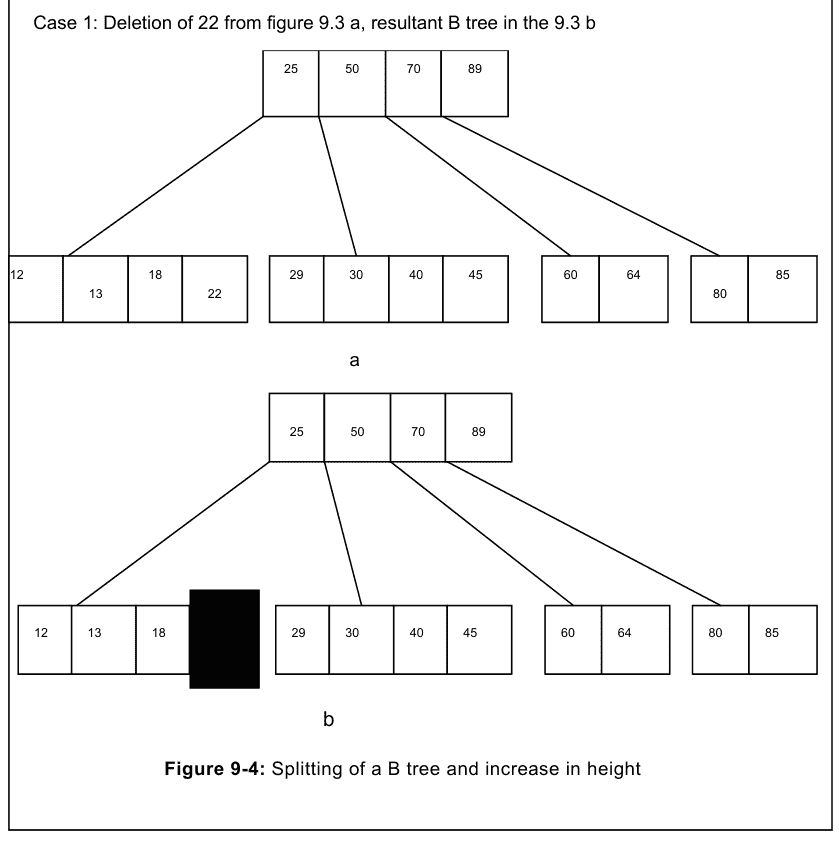 Case 1: Deletion of 22 from figure 9.3 a, resultant B tree in the 9.3 b
25 50 70 89
12 13 18 22 29 30 40 45 60 64 80 85
a
25 50 70 89
12 13 18 29 30 40 45 60 64 80 85
b
Figure 9-4: Splitting of a B tree and increase in height